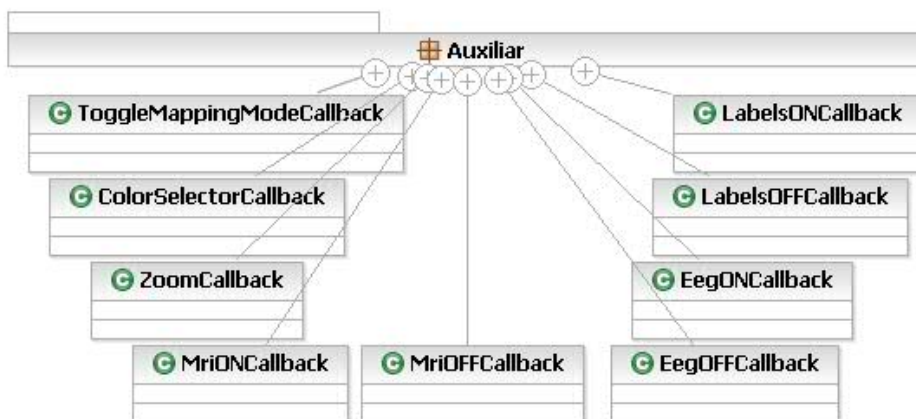 Auxiliar
ToggleMappingModeCallback
LabelsONCallback
ColorSelectorCallback
LabelsOFFCallback
ZoomCallback
EegONCallback
MriONCallback
MriOFFCallback
EegOFFCallback